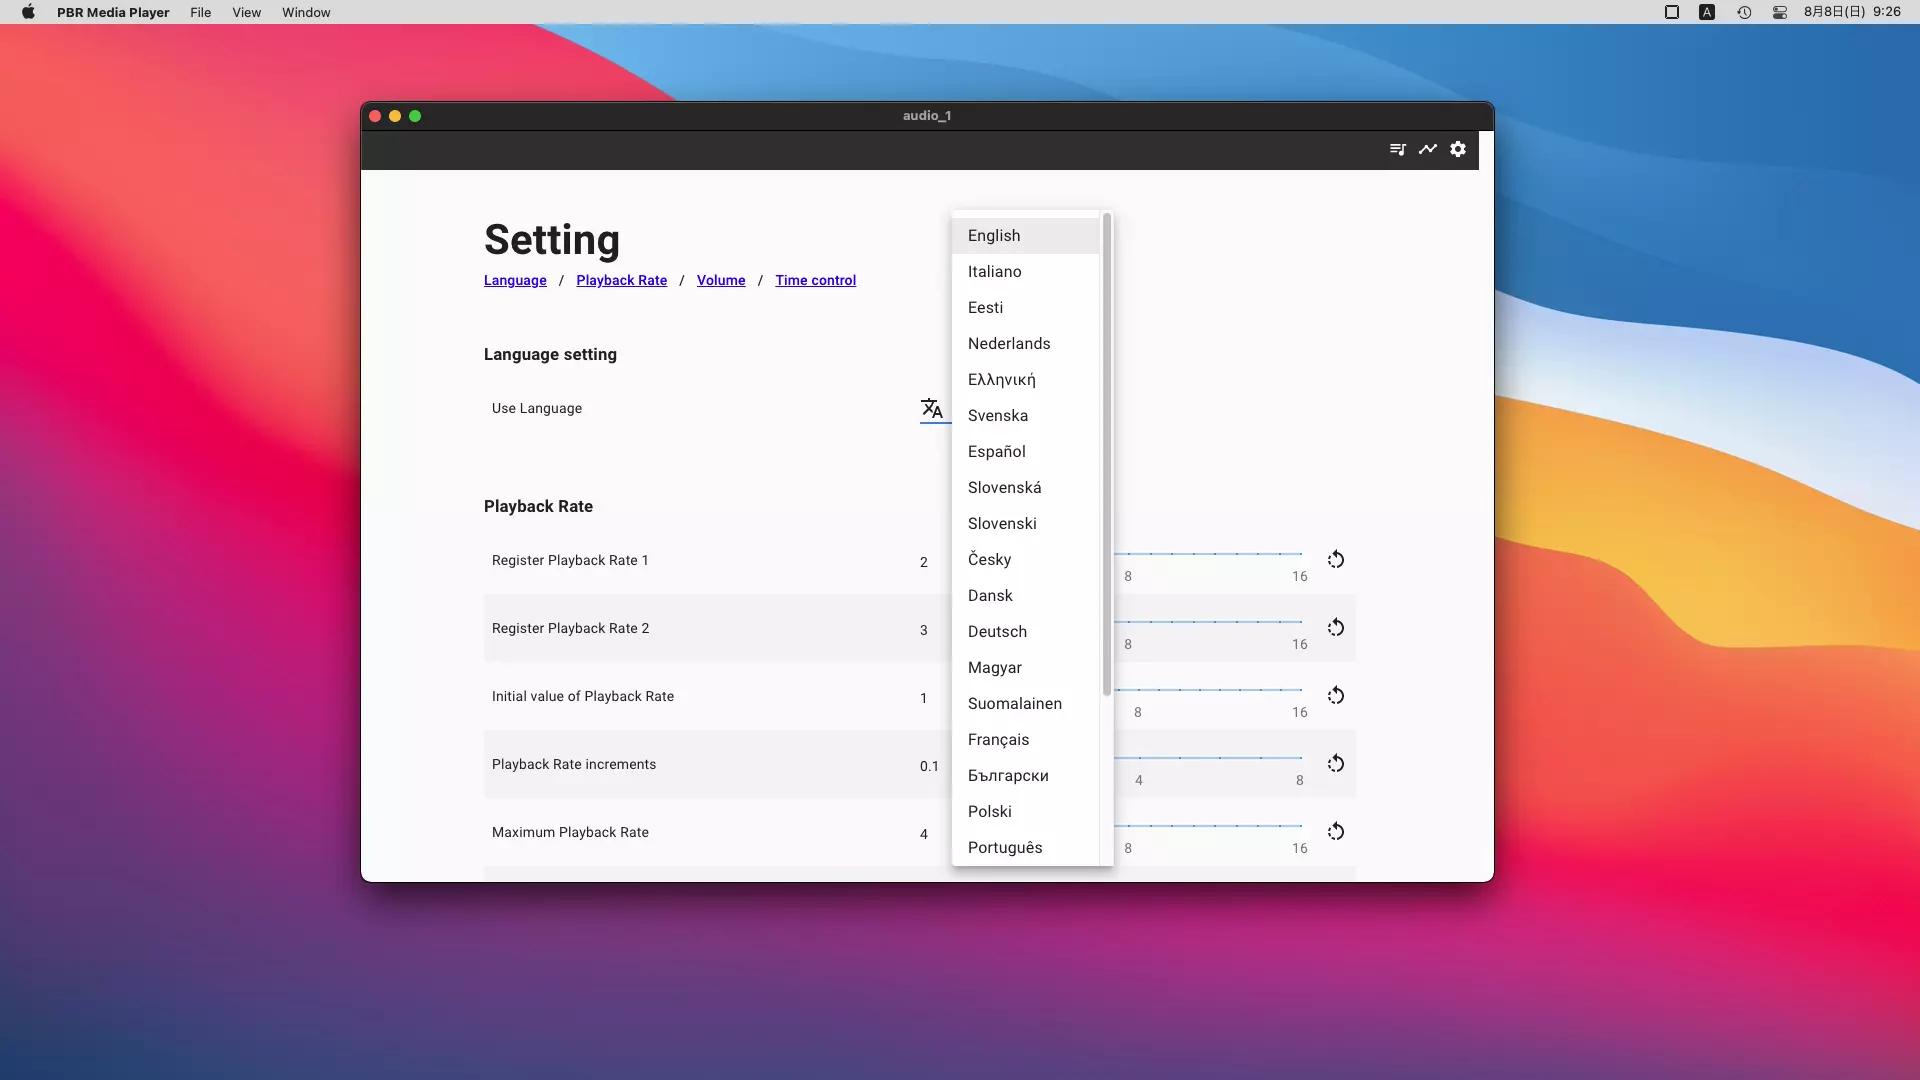 PBR Media Player File View Window A 8月8日(日) 9:26
audio_1
Setting
Language / Playback Rate / Volume / Time control
Language setting
Use Language
English
Italiano
Eesti
Nederlands
Ελληνική
Svenska
Español
Slovenská
Slovenski
Česky
Dansk
Deutsch
Magyar
Suomalainen
Français
Български
Polski
Português
Playback Rate
Register Playback Rate 1 2 8 16
Register Playback Rate 2 3 8 16
Initial value of Playback Rate 1 8 16
Playback Rate increments 0.1 4 8
Maximum Playback Rate 4 8 16